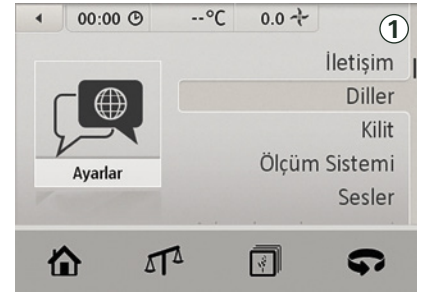 00:00 --°C 0.0
1
İletişim
Diller
Kilit
Ölçüm Sistemi
Sesler
Ayarlar